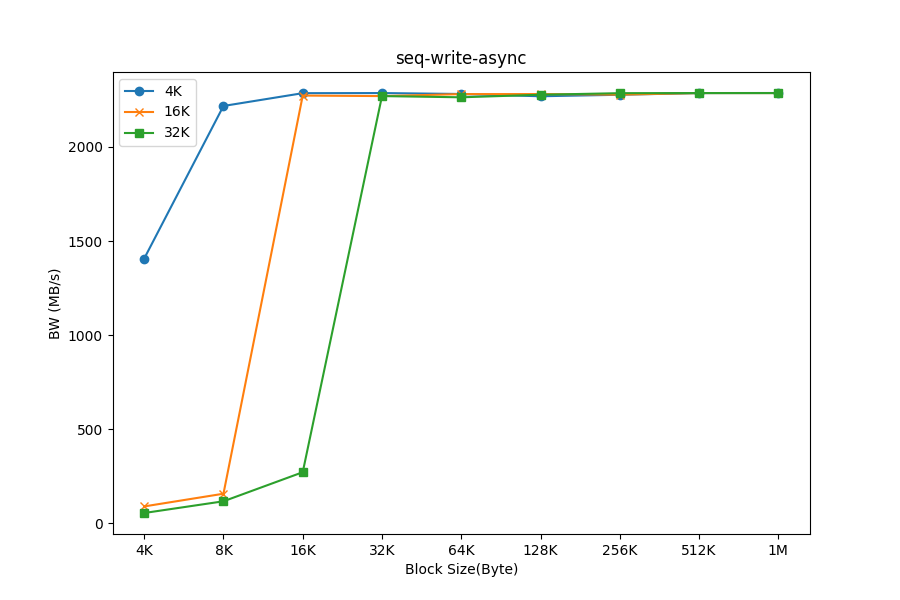 seq-write-async
4K
16K
32K
2000
1500
1000
500
0
BW (MB/s)
4K 8K 16K 32K 64K 128K 256K 512K 1M
Block Size(Byte)